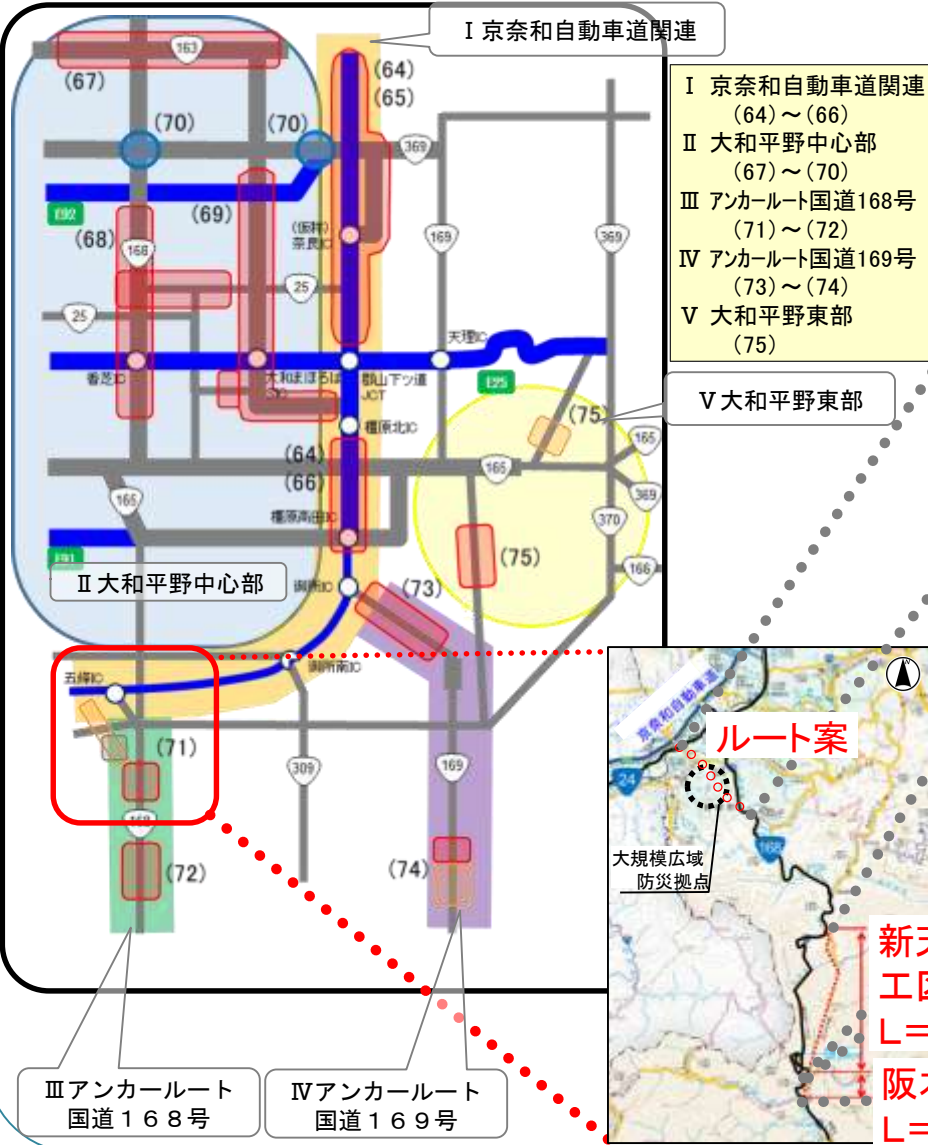 Ⅰ 京奈和自動車道関連
163
(67)
(64)
(65)
(70)
(70)
369
E92
(69)
(68)
168
(仮称)
奈良IC
169
369
25
25
香芝IC
大和まほろば
郡山下ツ道
JCT
天理IC
E25
橿原北IC
(75)
165
(64)
(66)
165
165
369
370
橿原高田IC
(75)
166
Ⅱ大和平野中心部
御所IC
(73)
御所南IC
五條IC
(71)
309
169
168
(72)
(74)
Ⅲアンカールート
国道168号
Ⅳアンカールート
国道169号
Ⅰ 京奈和自動車道関連
(64)~(66)
Ⅱ 大和平野中心部
(67)~(70)
Ⅲ アンカールート国道168号
(71)~(72)
Ⅳ アンカールート国道169号
(73)~(74)
Ⅴ 大和平野東部
(75)
Ⅴ大和平野東部
京奈和自動車道
N
ルート案
24
168
大規模広域
防災拠点
新天
工区
L=
阪本
L=